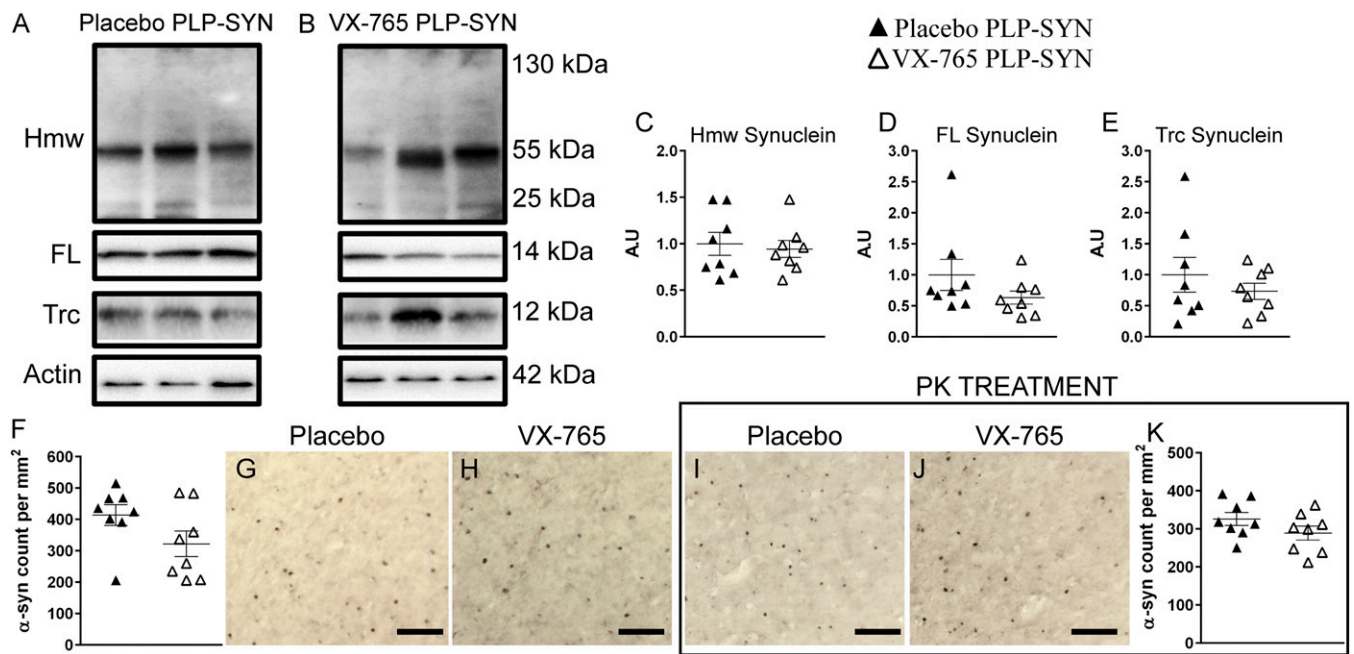 A Placebo PLP-SYN
B VX-765 PLP-SYN
Hmw
FL
Trc
Actin
130 kDa
55 kDa
25 kDa
14 kDa
12 kDa
42 kDa
Placebo PLP-SYN
VX-765 PLP-SYN
C Hmw Synuclein
A.U
2.0
1.5
1.0
0.5
0.0
D FL Synuclein
A.U
3.0
2.5
2.0
1.5
1.0
0.5
0.0
E Trc Synuclein
A.U
3.0
2.5
2.0
1.5
1.0
0.5
0.0
F
α-syn count per mm²
600
500
400
300
200
100
0
Placebo
G
VX-765
H
PK TREATMENT
Placebo
I
VX-765
J
K
α-syn count per mm²
500
400
300
200
100
0